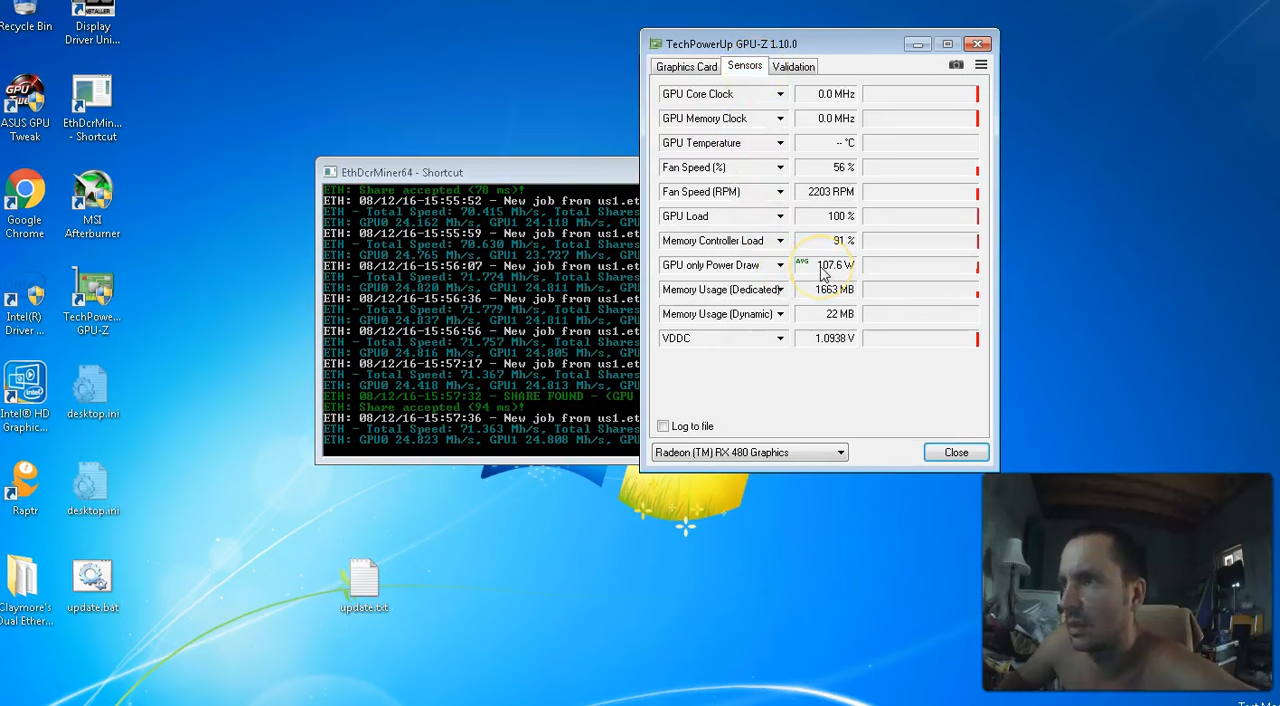 Recycle Bin
Display
Driver Uni...
ASUS GPU
Tweak
EthDcrMin...
- Shortcut
Google
Chrome
MSI
Afterburner
Intel(R)
Driver ...
TechPowe...
GPU-Z
Intel® HD
Graphic...
desktop.ini
Raptr
desktop.ini
Claymore's
Dual Ether...
update.bat
update.txt
EthDcrMiner64 - Shortcut
ETH: Share accepted (78 ms)!
ETH: 08/12/16-15:55:52 - New job from us1.et
ETH - Total Speed: 70.415 Mh/s, Total Shares
ETH: GPU0 24.162 Mh/s, GPU1 24.118 Mh/s, GPU
ETH: 08/12/16-15:55:59 - New job from us1.et
ETH - Total Speed: 70.630 Mh/s, Total Shares
ETH: GPU0 24.765 Mh/s, GPU1 23.727 Mh/s, GPU
ETH: 08/12/16-15:56:07 - New job from us1.et
ETH - Total Speed: 71.774 Mh/s, Total Shares
ETH: GPU0 24.820 Mh/s, GPU1 24.811 Mh/s, GPU
ETH: 08/12/16-15:56:36 - New job from us1.et
ETH - Total Speed: 71.779 Mh/s, Total Shares
ETH: GPU0 24.837 Mh/s, GPU1 24.811 Mh/s, GPU
ETH: 08/12/16-15:56:56 - New job from us1.et
ETH - Total Speed: 71.757 Mh/s, Total Shares
ETH: GPU0 24.816 Mh/s, GPU1 24.805 Mh/s, GPU
ETH: 08/12/16-15:57:17 - New job from us1.et
ETH - Total Speed: 71.367 Mh/s, Total Shares
ETH: GPU0 24.418 Mh/s, GPU1 24.813 Mh/s, GPU
ETH: 08/12/16-15:57:32 - SHARE FOUND - (GPU
ETH: Share accepted (94 ms)!
ETH: 08/12/16-15:57:36 - New job from us1.et
ETH - Total Speed: 71.363 Mh/s, Total Shares
ETH: GPU0 24.823 Mh/s, GPU1 24.808 Mh/s, GPU
TechPowerUp GPU-Z 1.10.0
Graphics Card Sensors Validation
GPU Core Clock 0.0 MHz
GPU Memory Clock 0.0 MHz
GPU Temperature -- °C
Fan Speed (%) 56 %
Fan Speed (RPM) 2203 RPM
GPU Load 100 %
Memory Controller Load 91 %
GPU only Power Draw AVG 107.6 W
Memory Usage (Dedicated) 1663 MB
Memory Usage (Dynamic) 22 MB
VDDC 1.0938 V
Log to file
Radeon (TM) RX 480 Graphics Close